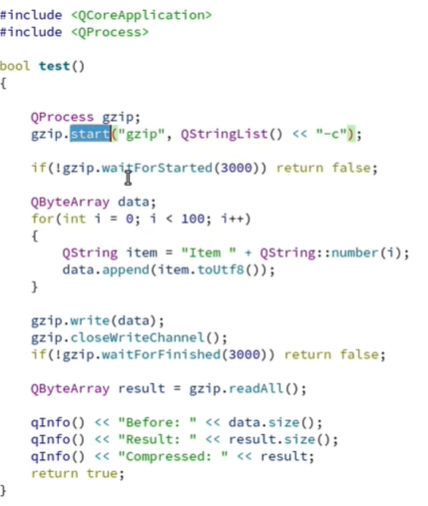 #include <QCoreApplication>
#include <QProcess>
bool test()
{
QProcess gzip;
gzip.start("gzip", QStringList() << "-c");
if(!gzip.waitForStarted(3000)) return false;
QByteArray data;
for(int i = 0; i < 100; i++)
{
QString item = "Item " + QString::number(i);
data.append(item.toUtf8());
}
gzip.write(data);
gzip.closeWriteChannel();
if(!gzip.waitForFinished(3000)) return false;
QByteArray result = gzip.readAll();
qInfo() << "Before: " << data.size();
qInfo() << "Result: " << result.size();
qInfo() << "Compressed: " << result;
return true;
}